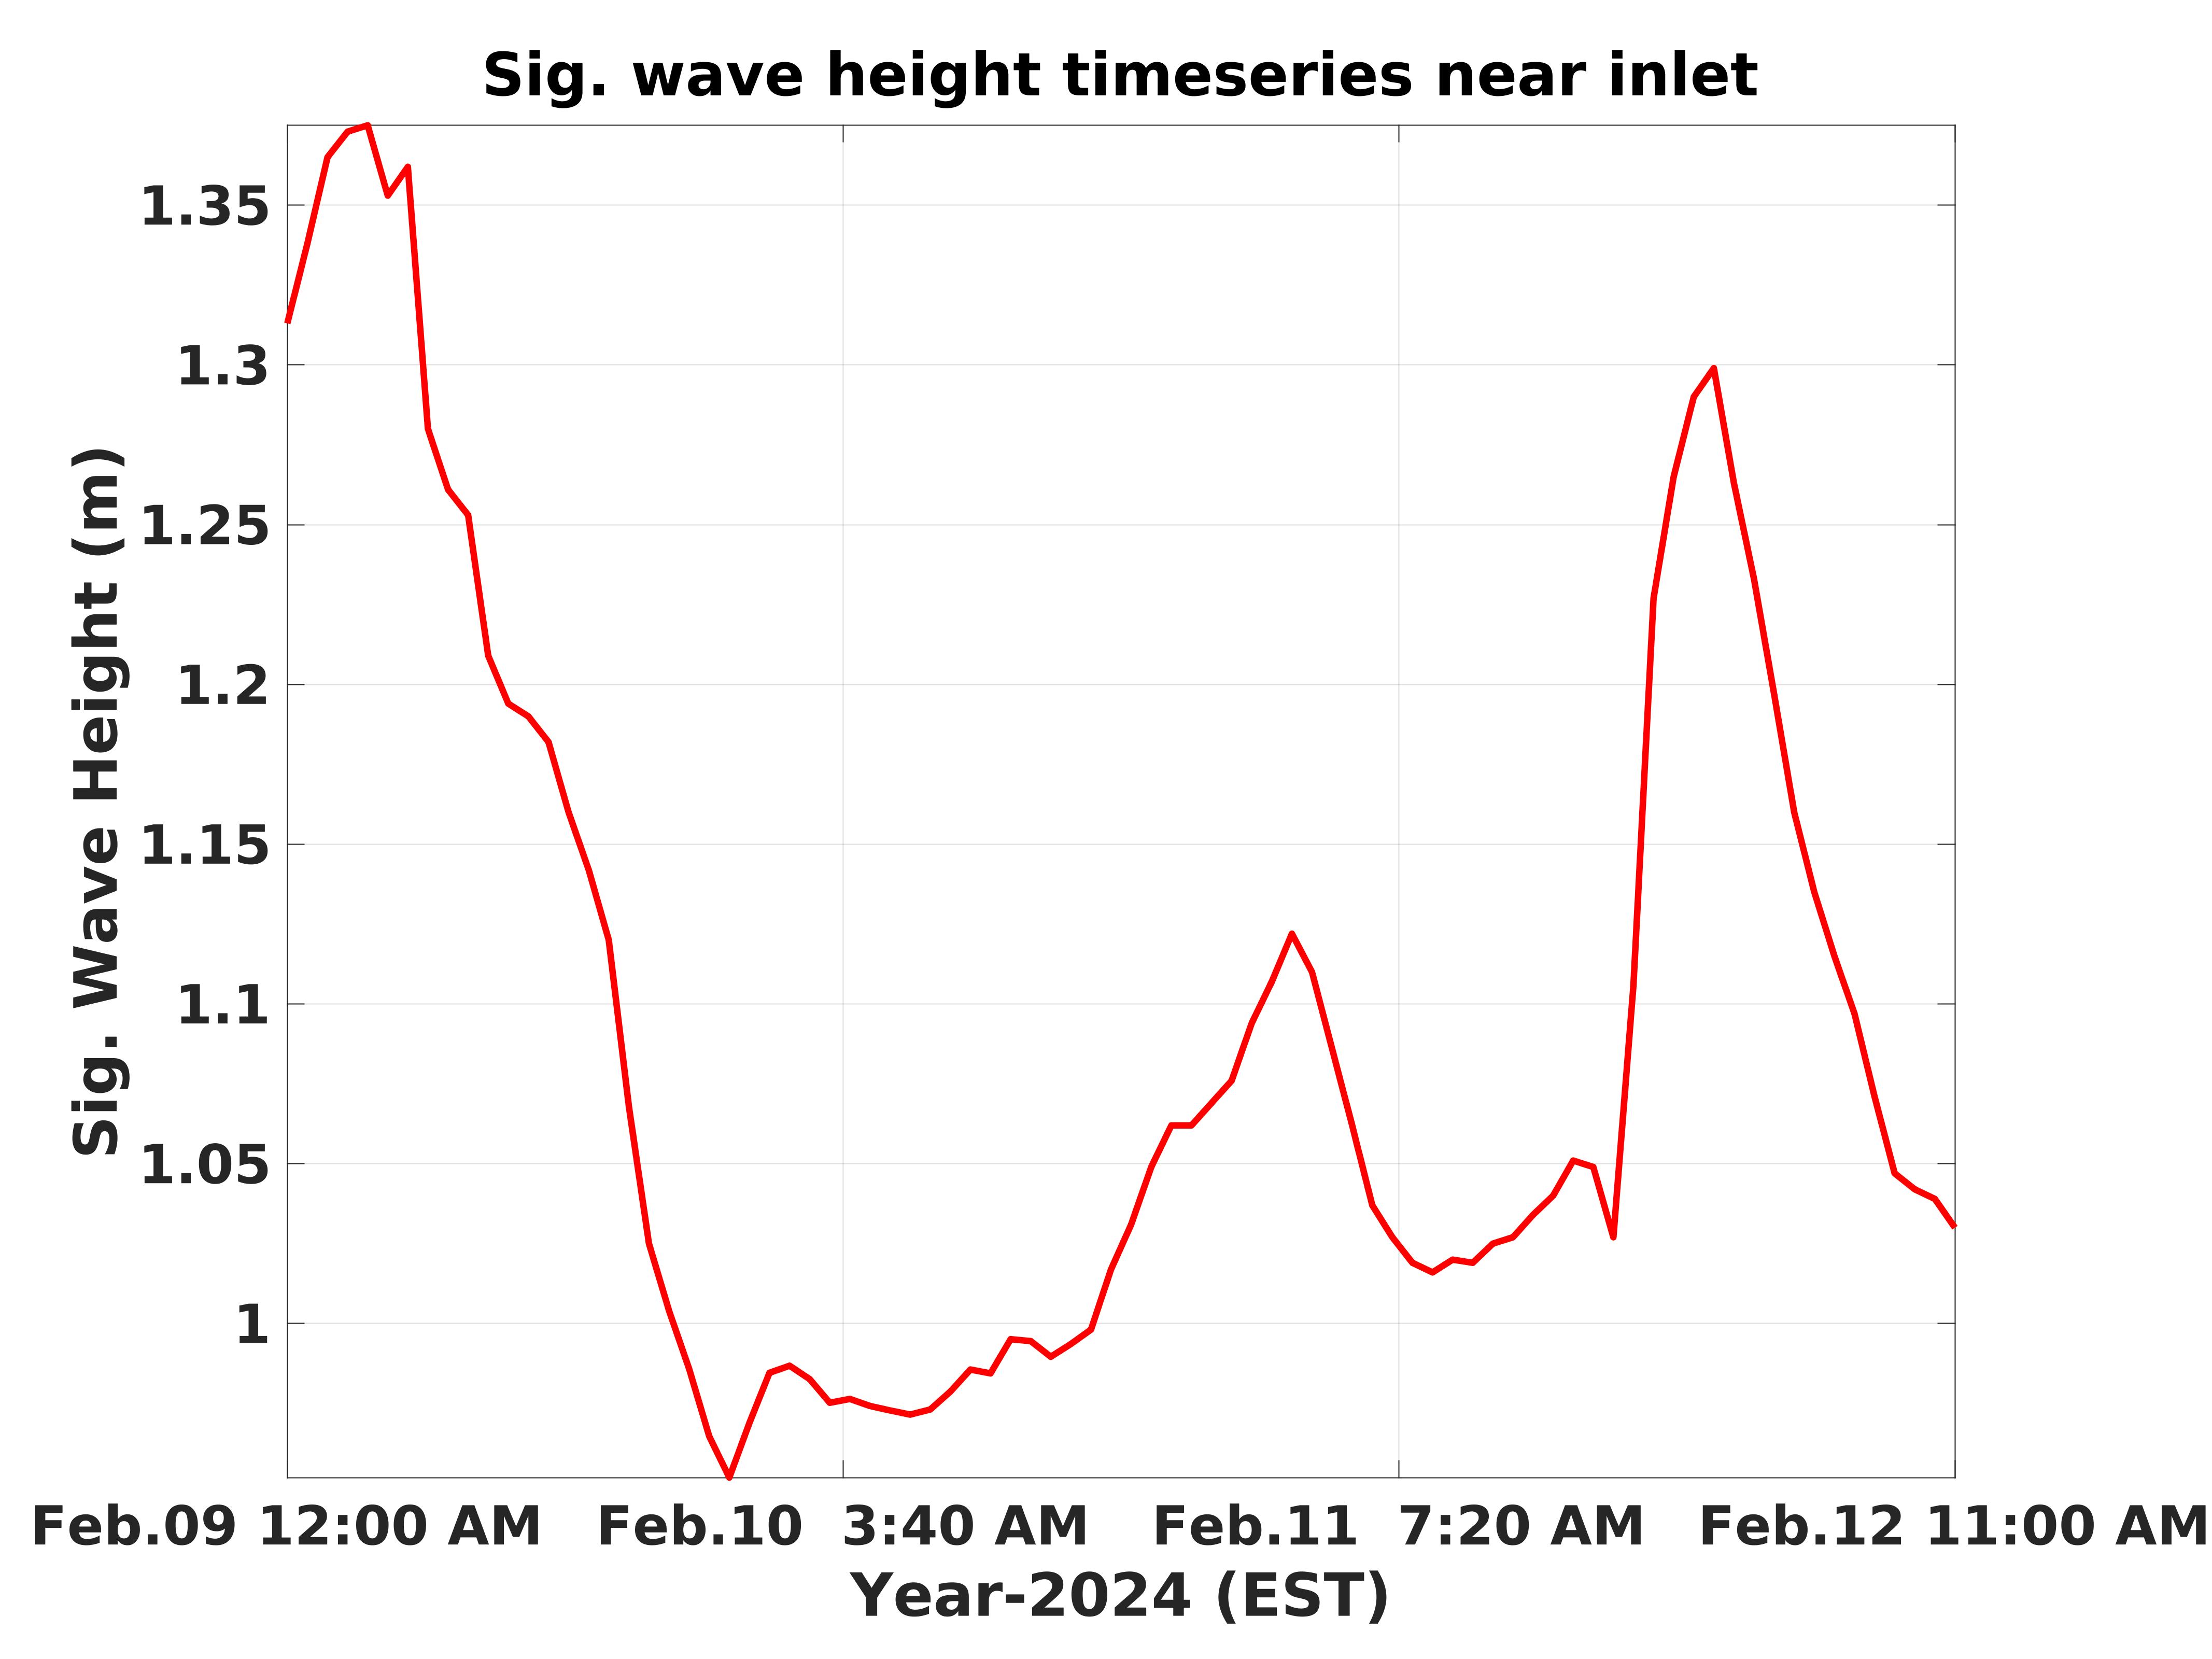 Sig. wave height timeseries near inlet
Sig. Wave Height (m)
1.35
1.3
1.25
1.2
1.15
1.1
1.05
1
Feb.09 12:00 AM Feb.10 3:40 AM Feb.11 7:20 AM Feb.12 11:00 AM
Year-2024 (EST)